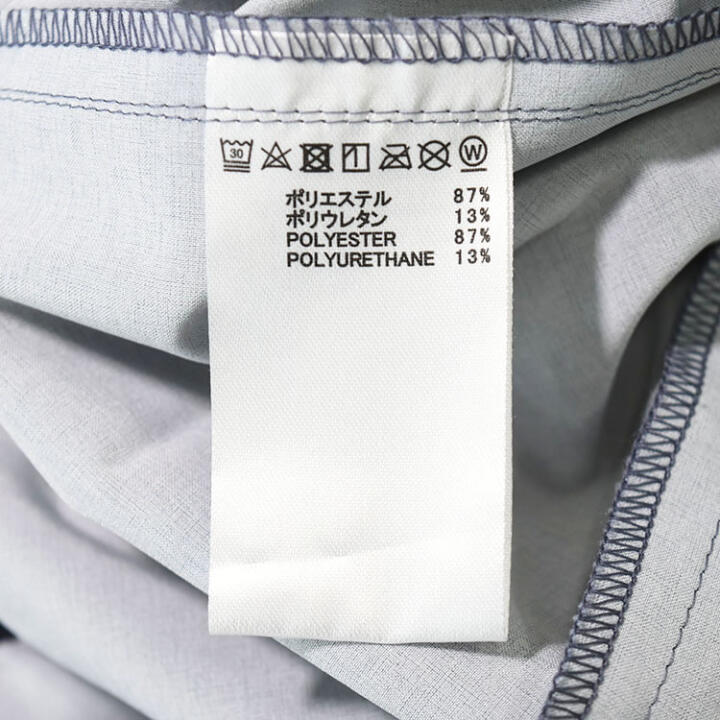 30 W
ポリエステル 87%
ポリウレタン 13%
POLYESTER 87%
POLYURETHANE 13%